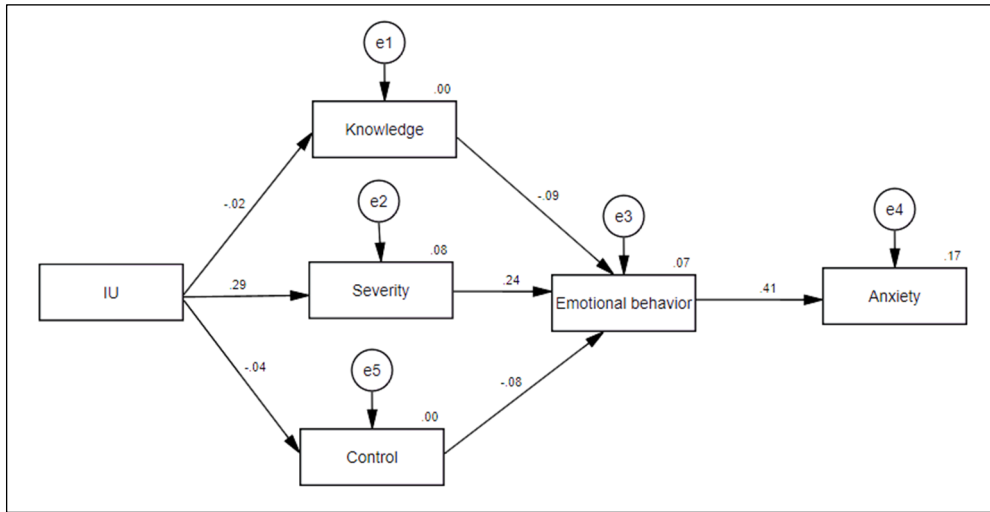 e1
.00
Knowledge
-.02
-.09
e2
.08
Severity
e3
.07
e4
.17
IU
.29
.24
Emotional behavior
.41
Anxiety
-.04
e5
-.08
.00
Control